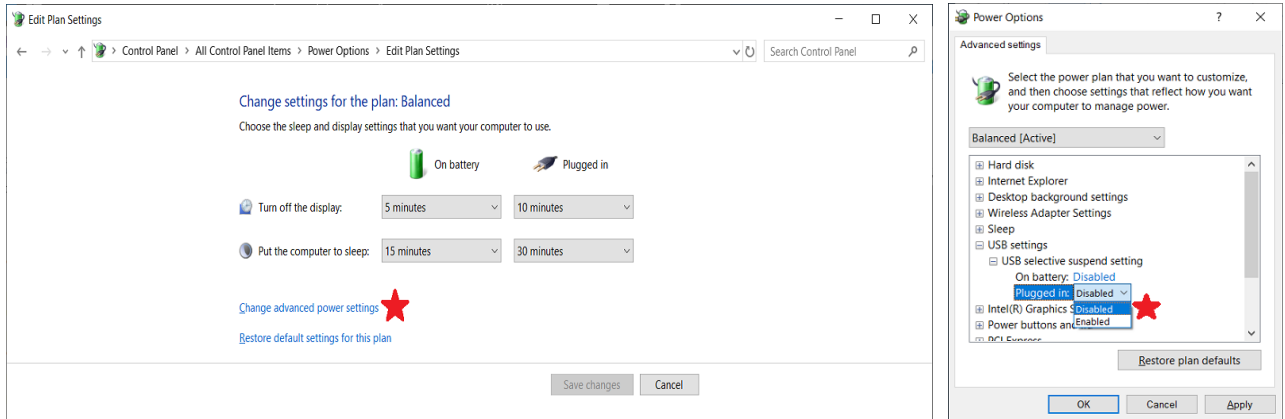 Edit Plan Settings
Control Panel > All Control Panel Items > Power Options > Edit Plan Settings
Search Control Panel
Change settings for the plan: Balanced
Choose the sleep and display settings that you want your computer to use.
On battery Plugged in
Turn off the display: 5 minutes 10 minutes
Put the computer to sleep: 15 minutes 30 minutes
Change advanced power settings
Restore default settings for this plan
Save changes Cancel
Power Options ?
Advanced settings
Select the power plan that you want to customize,
and then choose settings that reflect how you want
your computer to manage power.
Balanced [Active]
Hard disk
Internet Explorer
Desktop background settings
Wireless Adapter Settings
Sleep
USB settings
USB selective suspend setting
On battery: Disabled
Plugged in: Disabled
Intel(R) Graphics S Disabled
Power buttons an Enabled
PCI Express
Restore plan defaults
OK Cancel Apply